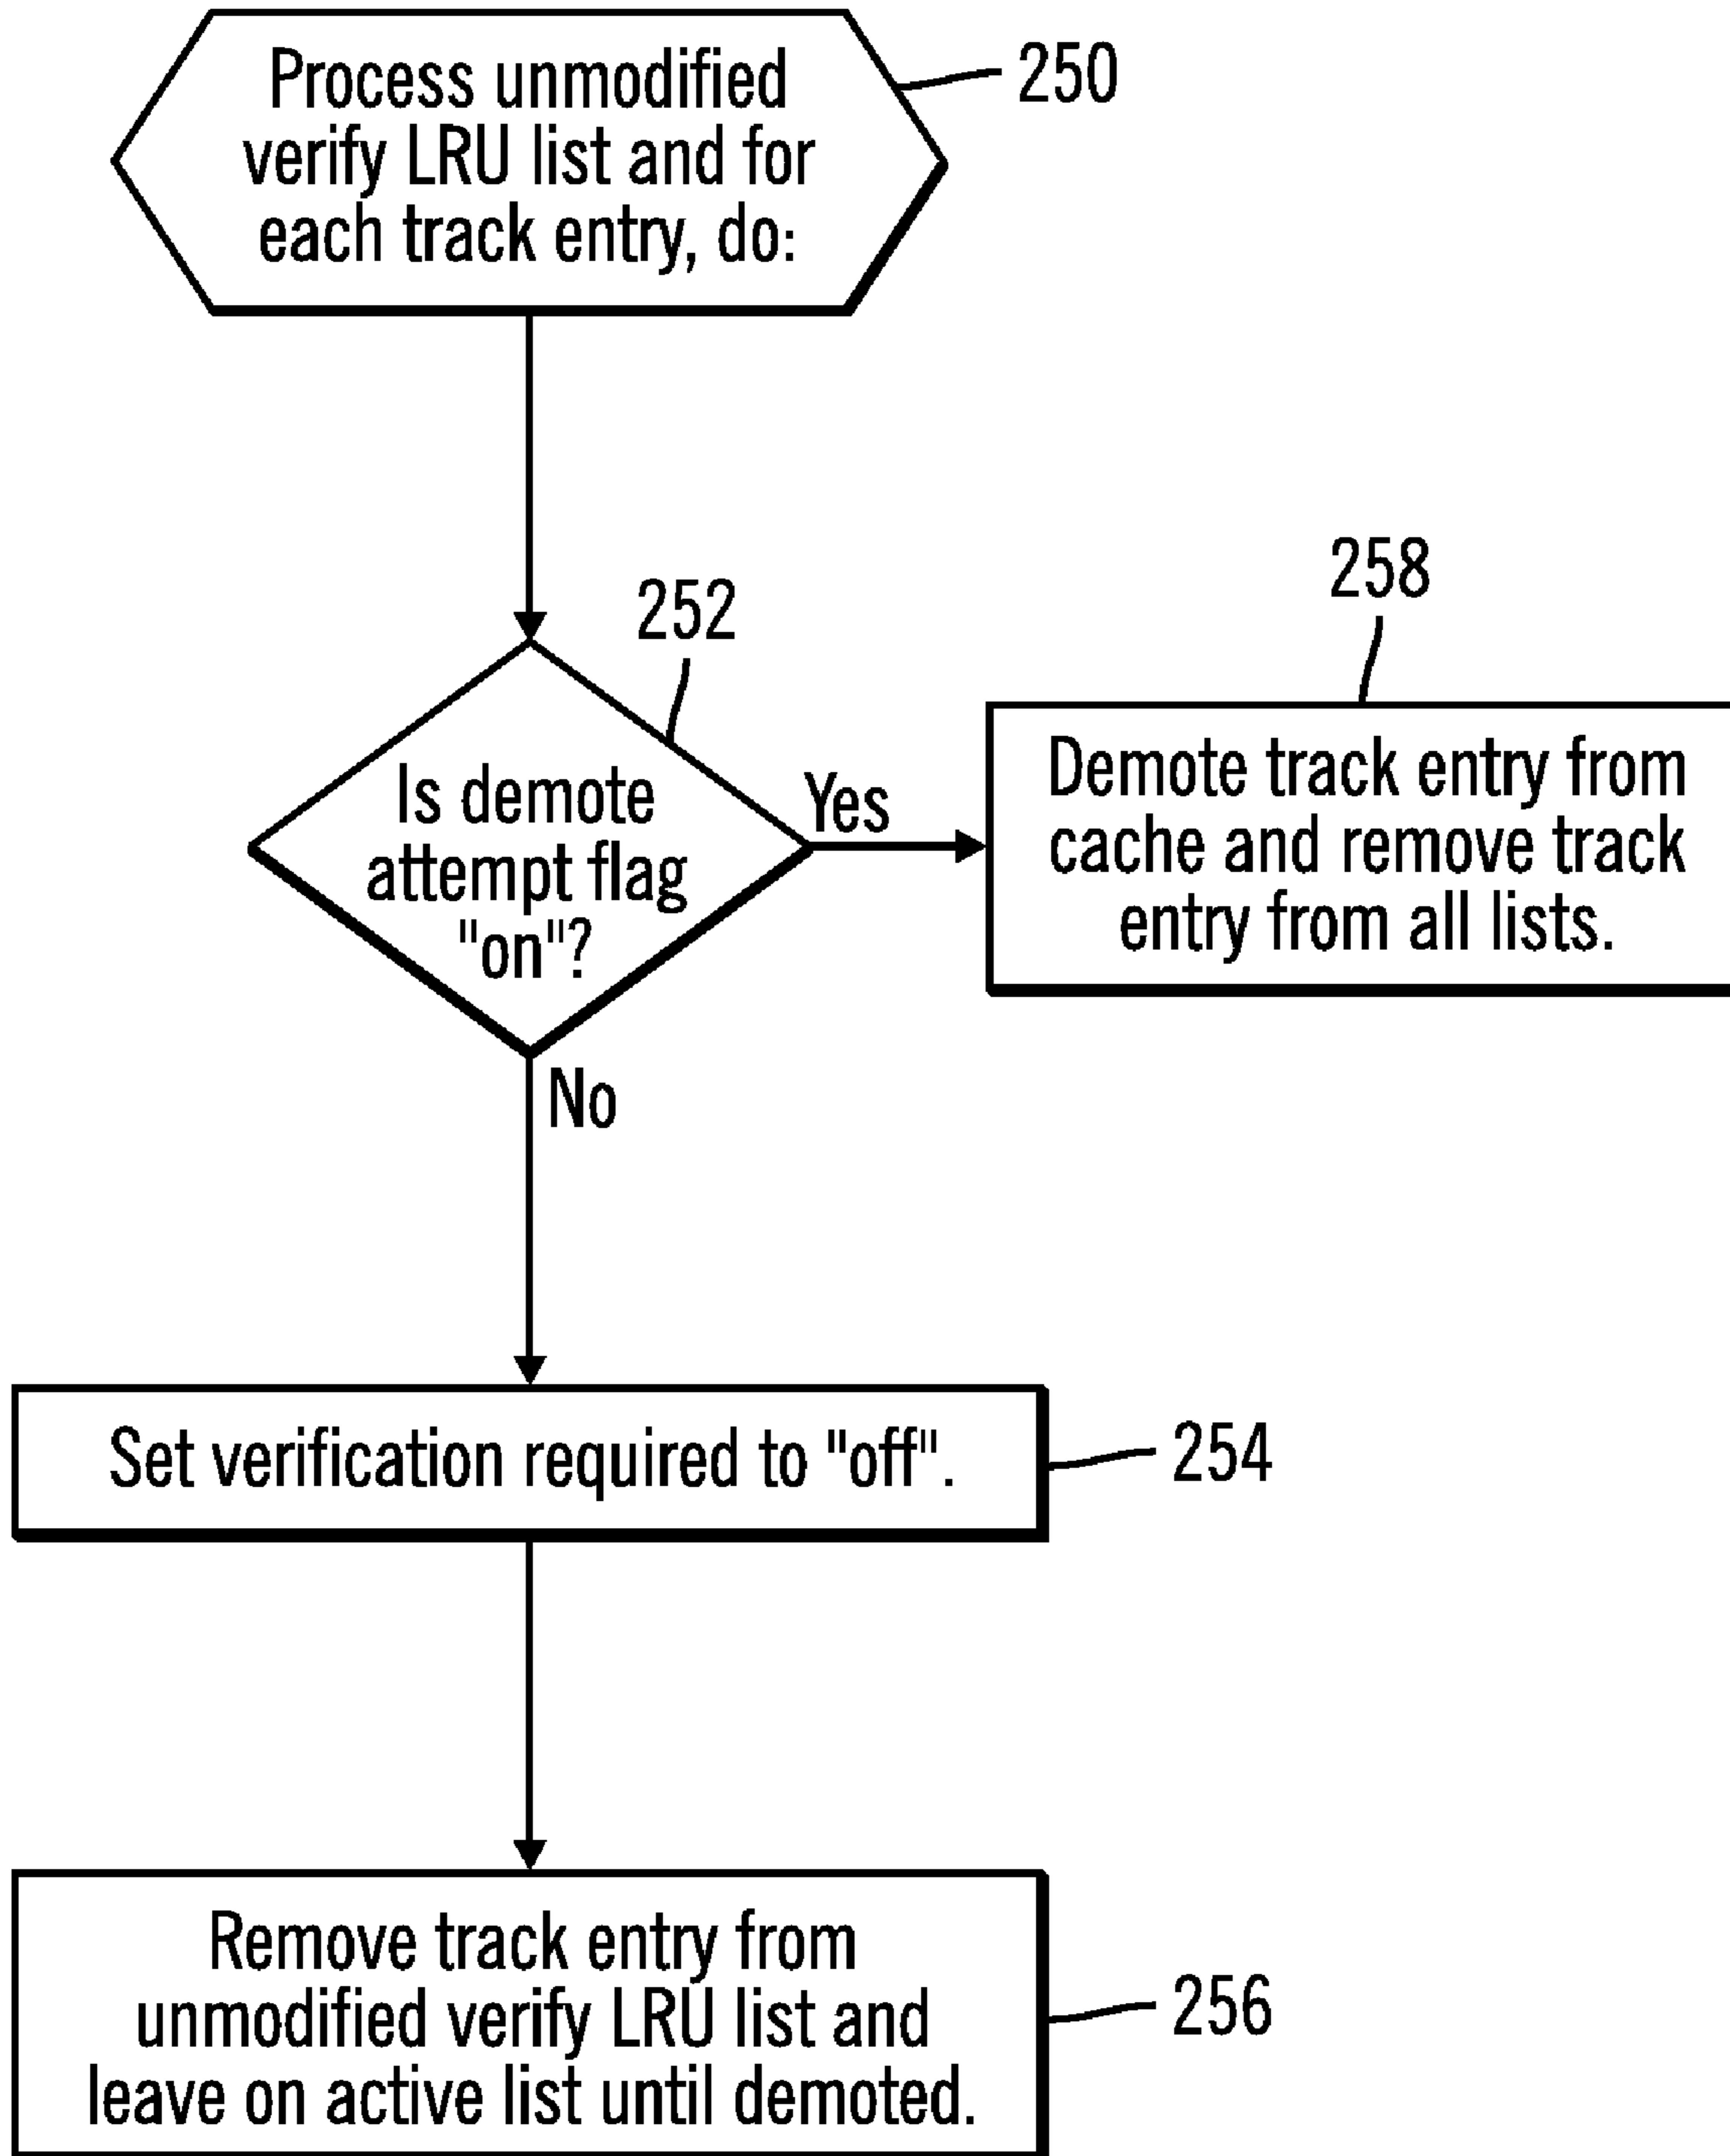 Process unmodified
verify LRU list and for
each track entry, do:
250
252
Is demote
attempt flag
"on"?
Yes
258
Demote track entry from
cache and remove track
entry from all lists.
No
Set verification required to "off".
254
Remove track entry from
unmodified verify LRU list and
leave on active list until demoted.
256